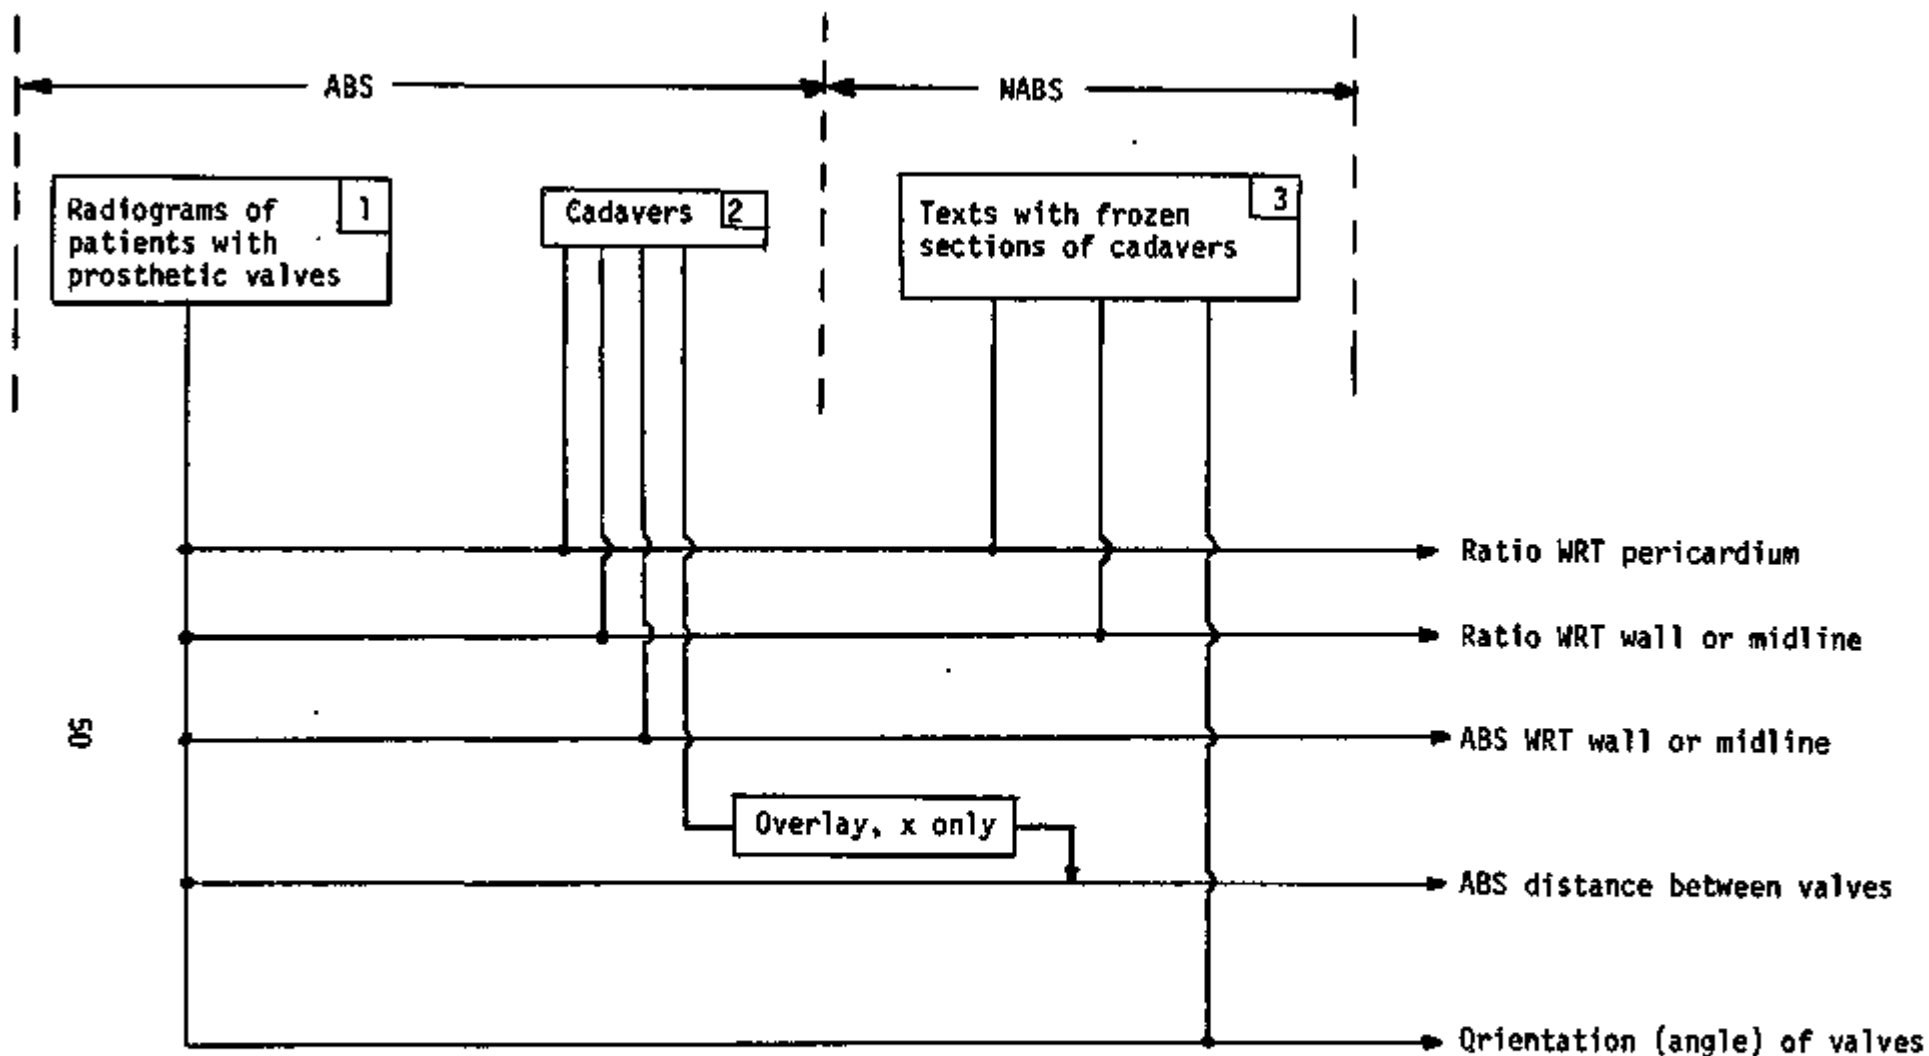 ABS
NABS
Radiograms of
patients with
prosthetic valves
1
Cadavers
2
Texts with frozen
sections of cadavers
3
Ratio WRT pericardium
Ratio WRT wall or midline
50
ABS WRT wall or midline
Overlay, x only
ABS distance between valves
Orientation (angle) of valves